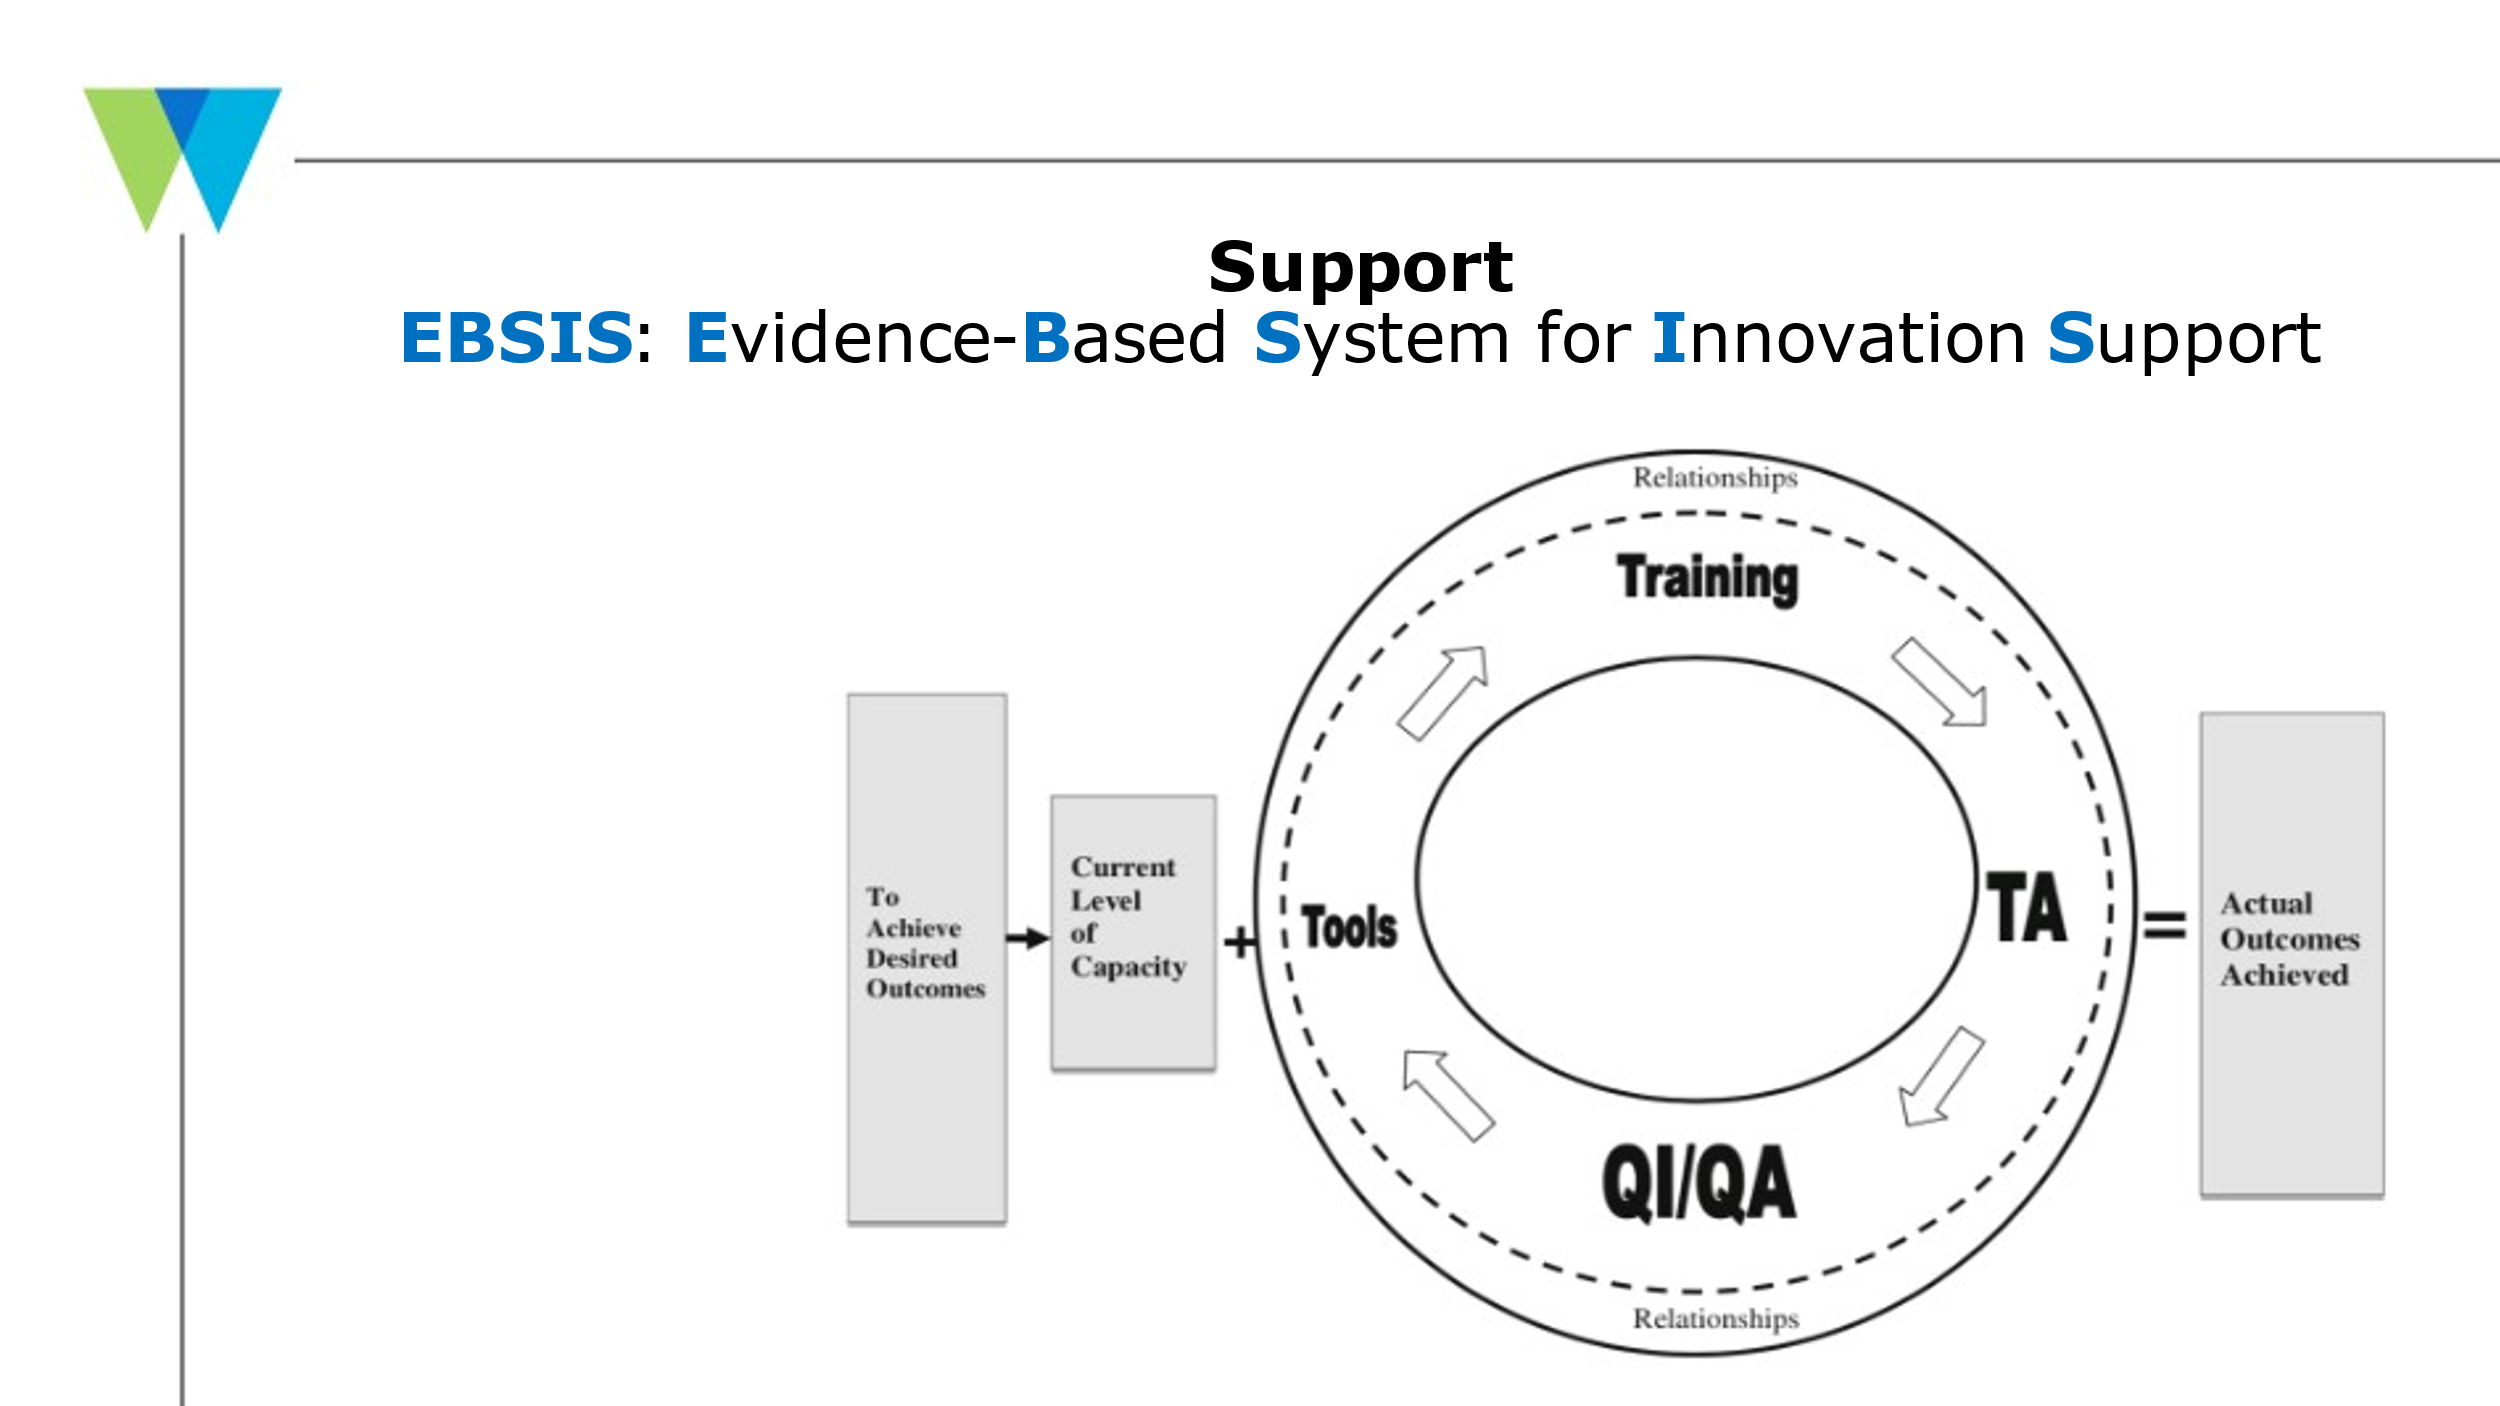 Support
EBSIS: Evidence-Based System for Innovation Support
Relationships
Training
To
Achieve
Desired
Outcomes
Current
Level
of
Capacity
+
Tools
TA
=
Actual
Outcomes
Achieved
QI/QA
Relationships